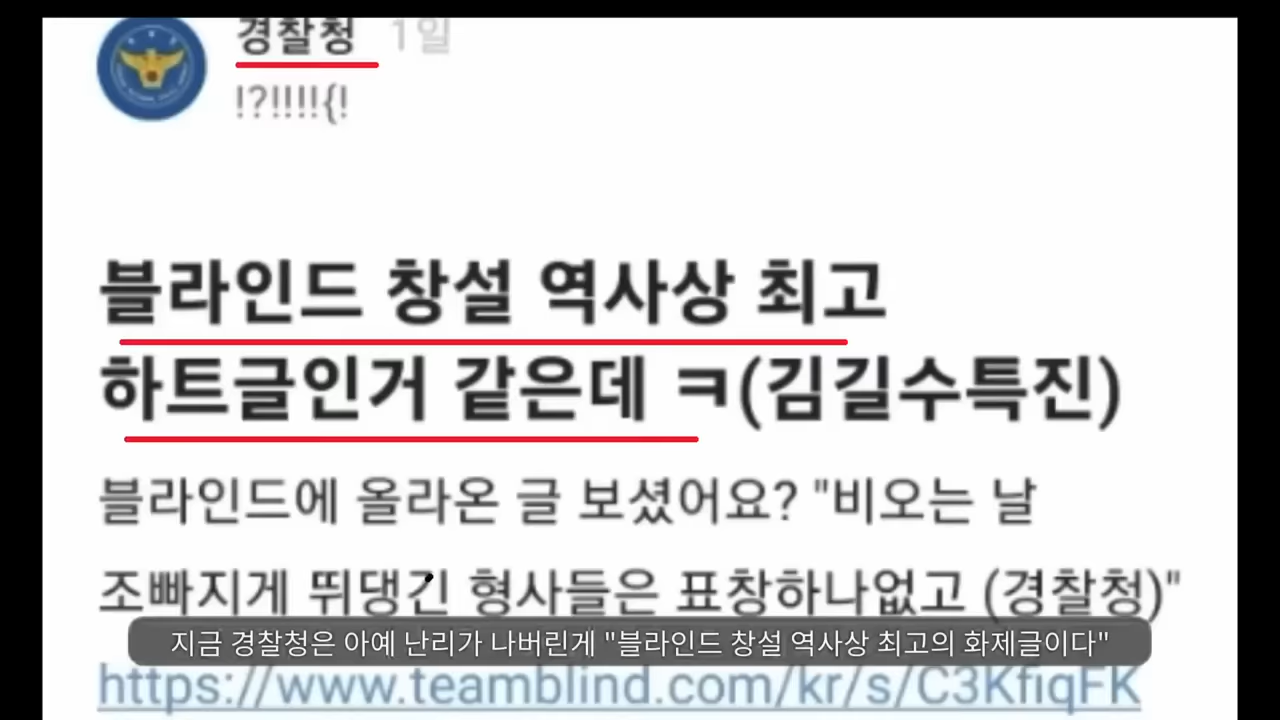 경찰청 1일
!?!!!!{!
블라인드 창설 역사상 최고
하트글인거 같은데 ㅋ(김길수특진)
블라인드에 올라온 글 보셨어요? "비오는 날
조빠지게 뛰댕긴 형사들은 표창하나없고 (경찰청)"
지금 경찰청은 아예 난리가 나버린게 "블라인드 창설 역사상 최고의 화제글이다"
https://www.teamblind.com/kr/s/C3KfiqFK